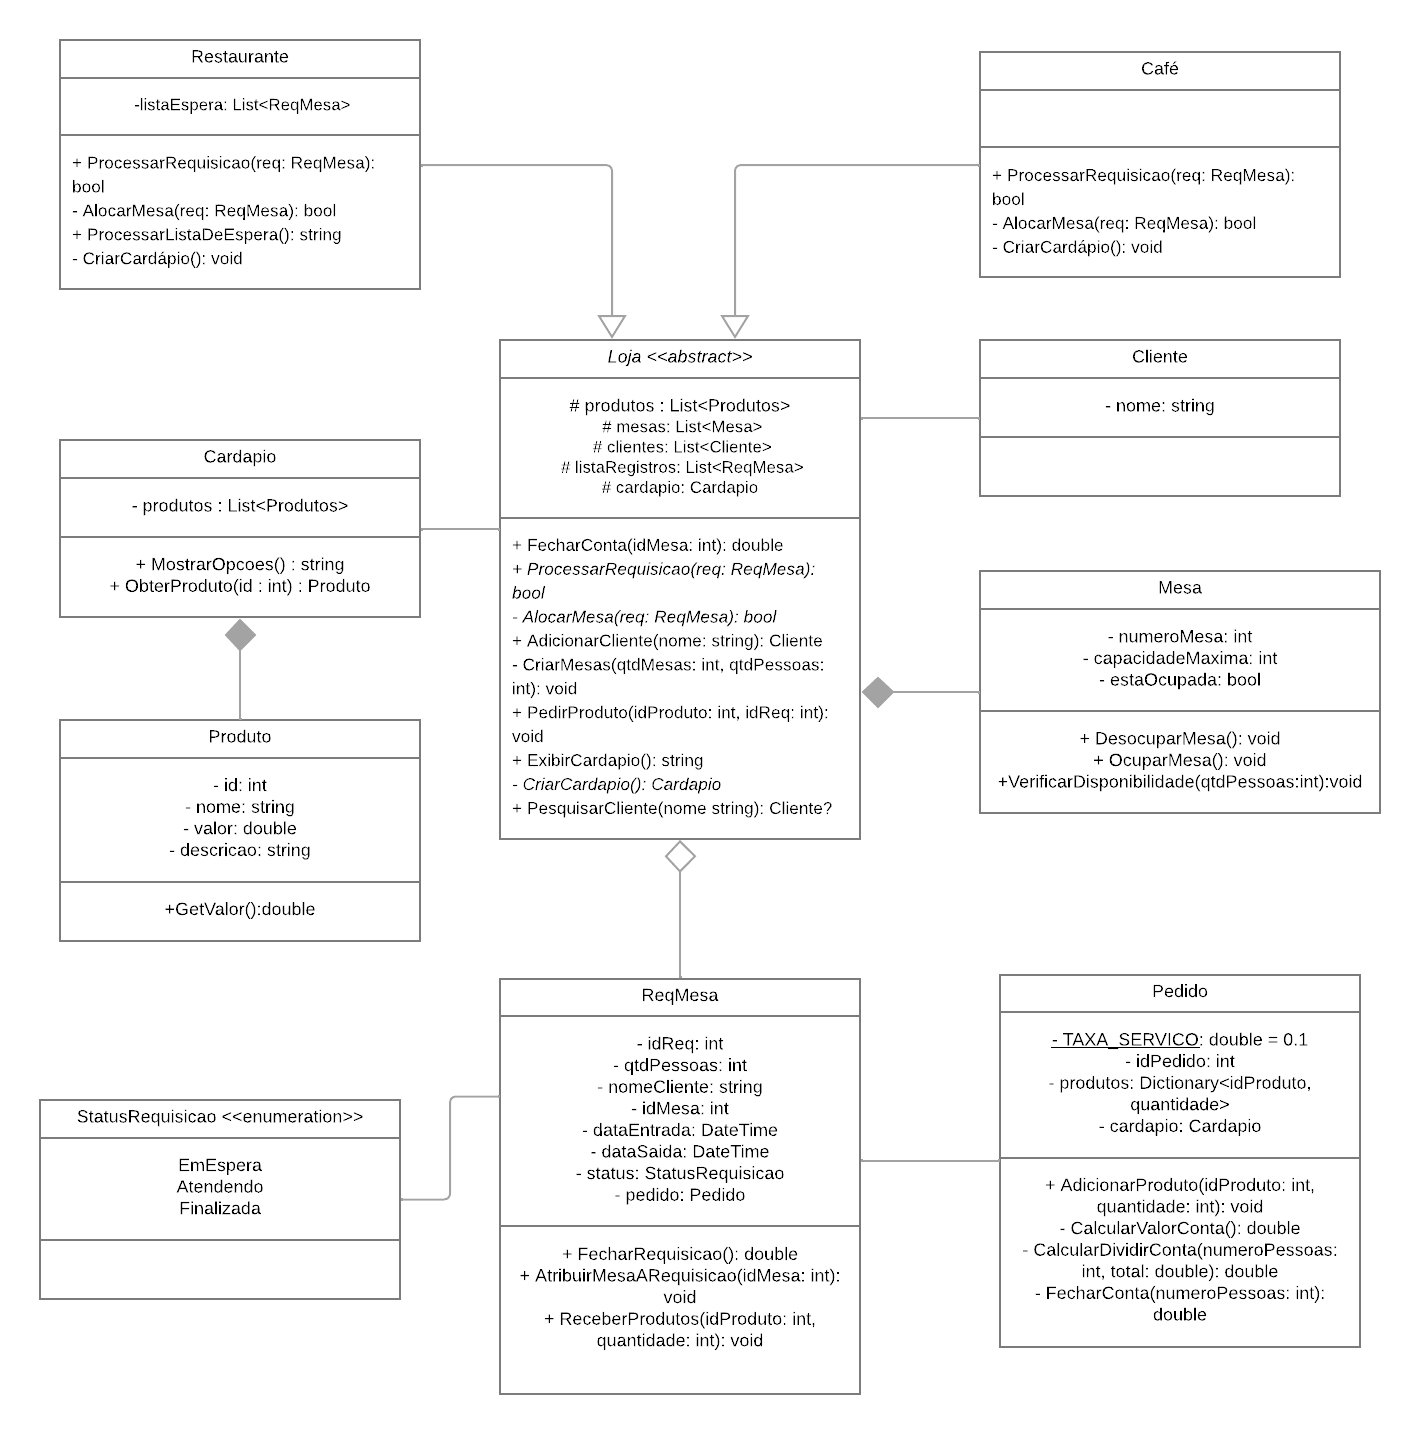 Restaurante
-listaEspera: List<ReqMesa>
+ ProcessarRequisicao(req: ReqMesa):
bool
- AlocarMesa(req: ReqMesa): bool
+ ProcessarListaDeEspera(): string
- CriarCardápio(): void
Café
+ ProcessarRequisicao(req: ReqMesa):
bool
- AlocarMesa(req: ReqMesa): bool
- CriarCardápio(): void
Loja <<abstract>>
# produtos : List<Produtos>
# mesas: List<Mesa>
# clientes: List<Cliente>
# listaRegistros: List<ReqMesa>
# cardapio: Cardapio
+ FecharConta(idMesa: int): double
+ ProcessarRequisicao(req: ReqMesa):
bool
- AlocarMesa(req: ReqMesa): bool
+ AdicionarCliente(nome: string): Cliente
- CriarMesas(qtdMesas: int, qtdPessoas:
int): void
+ PedirProduto(idProduto: int, idReq: int):
void
+ ExibirCardapio(): string
- CriarCardapio(): Cardapio
+ PesquisarCliente(nome string): Cliente?
Cliente
- nome: string
Cardapio
- produtos : List<Produtos>
+ MostrarOpcoes() : string
+ ObterProduto(id : int) : Produto
Mesa
- numeroMesa: int
- capacidadeMaxima: int
- estaOcupada: bool
+ DesocuparMesa(): void
+ OcuparMesa(): void
+VerificarDisponibilidade(qtdPessoas:int):void
Produto
- id: int
- nome: string
- valor: double
- descricao: string
+GetValor():double
ReqMesa
- idReq: int
- qtdPessoas: int
- nomeCliente: string
- idMesa: int
- dataEntrada: DateTime
- dataSaida: DateTime
- status: StatusRequisicao
- pedido: Pedido
+ FecharRequisicao(): double
+ AtribuirMesaARequisicao(idMesa: int):
void
+ ReceberProdutos(idProduto: int,
quantidade: int): void
Pedido
- TAXA_SERVICO: double = 0.1
- idPedido: int
- produtos: Dictionary<idProduto,
quantidade>
- cardapio: Cardapio
+ AdicionarProduto(idProduto: int,
quantidade: int): void
- CalcularValorConta(): double
- CalcularDividirConta(numeroPessoas:
int, total: double): double
- FecharConta(numeroPessoas: int):
double
StatusRequisicao <<enumeration>>
EmEspera
Atendendo
Finalizada